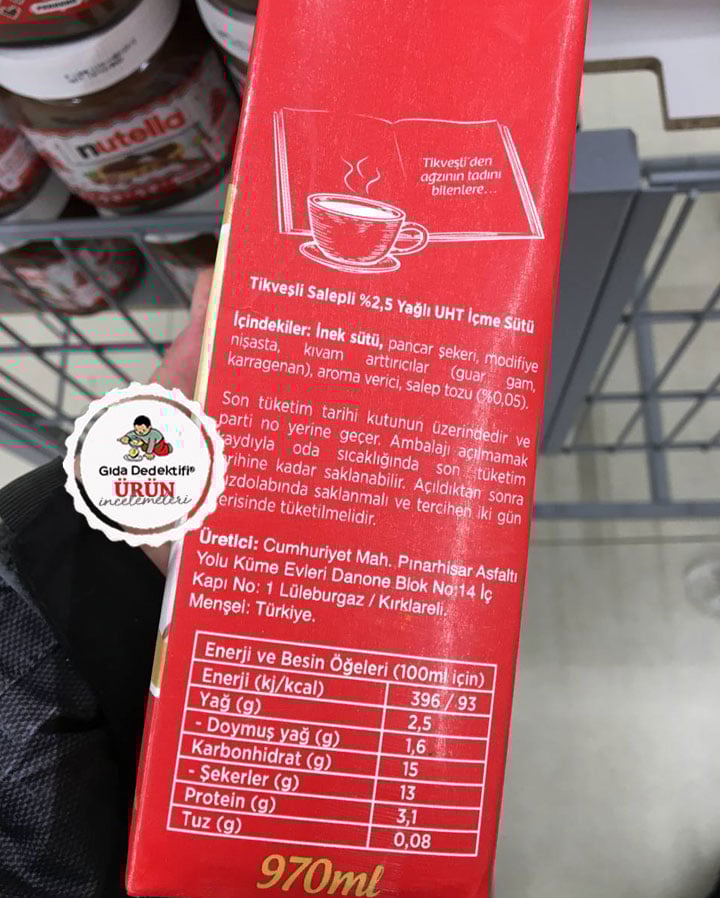 nutella
Tikveşli'den
ağzının tadını
bilenlere...
Tikveşli Salepli %2,5 Yağlı UHT İçme Sütü
İçindekiler: İnek sütü, pancar şekeri, modifiye
nişasta, kıvam arttırıcılar (guar gam,
karragenan), aroma verici, salep tozu (%0,05).
Son tüketim tarihi kutunun üzerindedir ve
parti no yerine geçer. Ambalajı açılmamak
kaydıyla oda sıcaklığında son tüketim
tarihine kadar saklanabilir. Açıldıktan sonra
buzdolabında saklanmalı ve tercihen iki gün
içerisinde tüketilmelidir.
Gıda Dedektifi®
ÜRÜN
incelemeleri
Üretici: Cumhuriyet Mah. Pınarhisar Asfaltı
Yolu Küme Evleri Danone Blok No:14 İç
Kapı No: 1 Lüleburgaz / Kırklareli.
Menşei: Türkiye.
Enerji ve Besin Öğeleri (100ml için)
Enerji (kj/kcal) 396 / 93
Yağ (g) 2,5
- Doymuş yağ (g) 1,6
Karbonhidrat (g) 15
- Şekerler (g) 13
Protein (g) 3,1
Tuz (g) 0,08
970ml